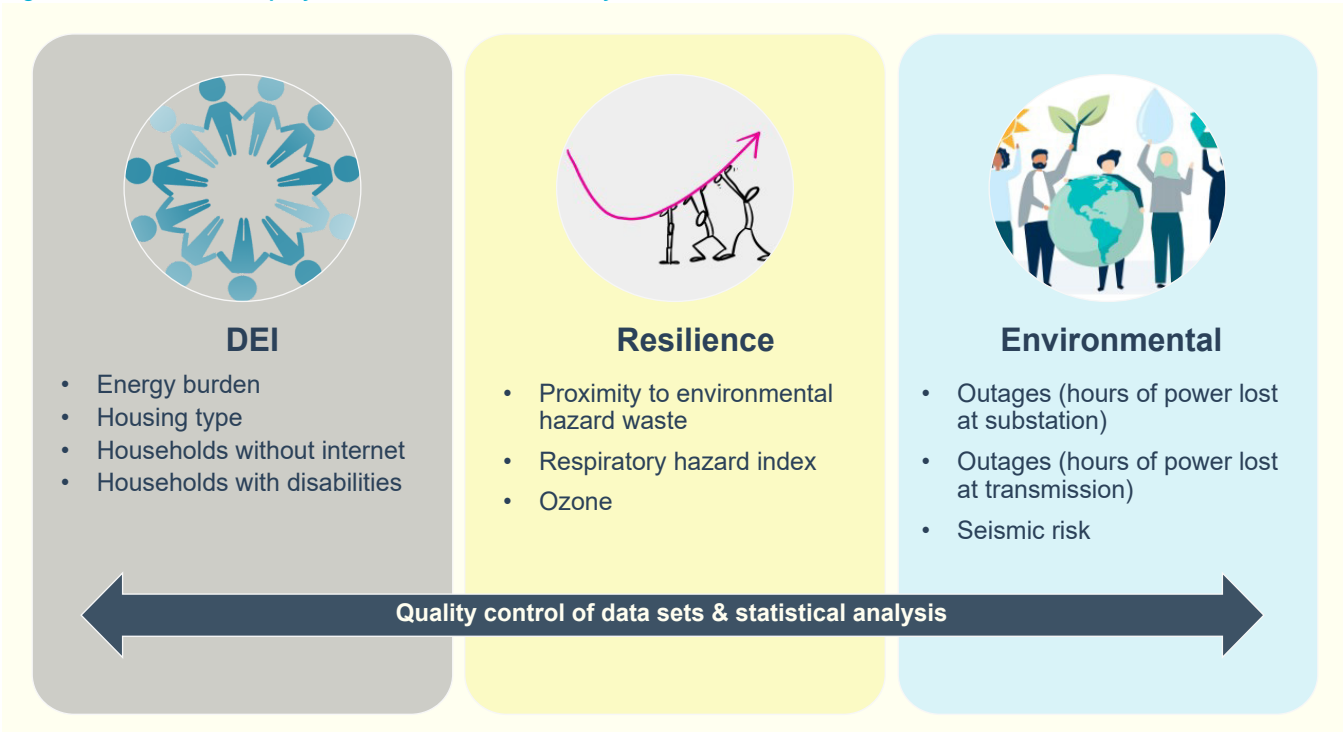 DEI
• Energy burden
• Housing type
• Households without internet
• Households with disabilities
Resilience
• Proximity to environmental
hazard waste
• Respiratory hazard index
• Ozone
Environmental
• Outages (hours of power lost
at substation)
• Outages (hours of power lost
at transmission)
• Seismic risk
Quality control of data sets & statistical analysis